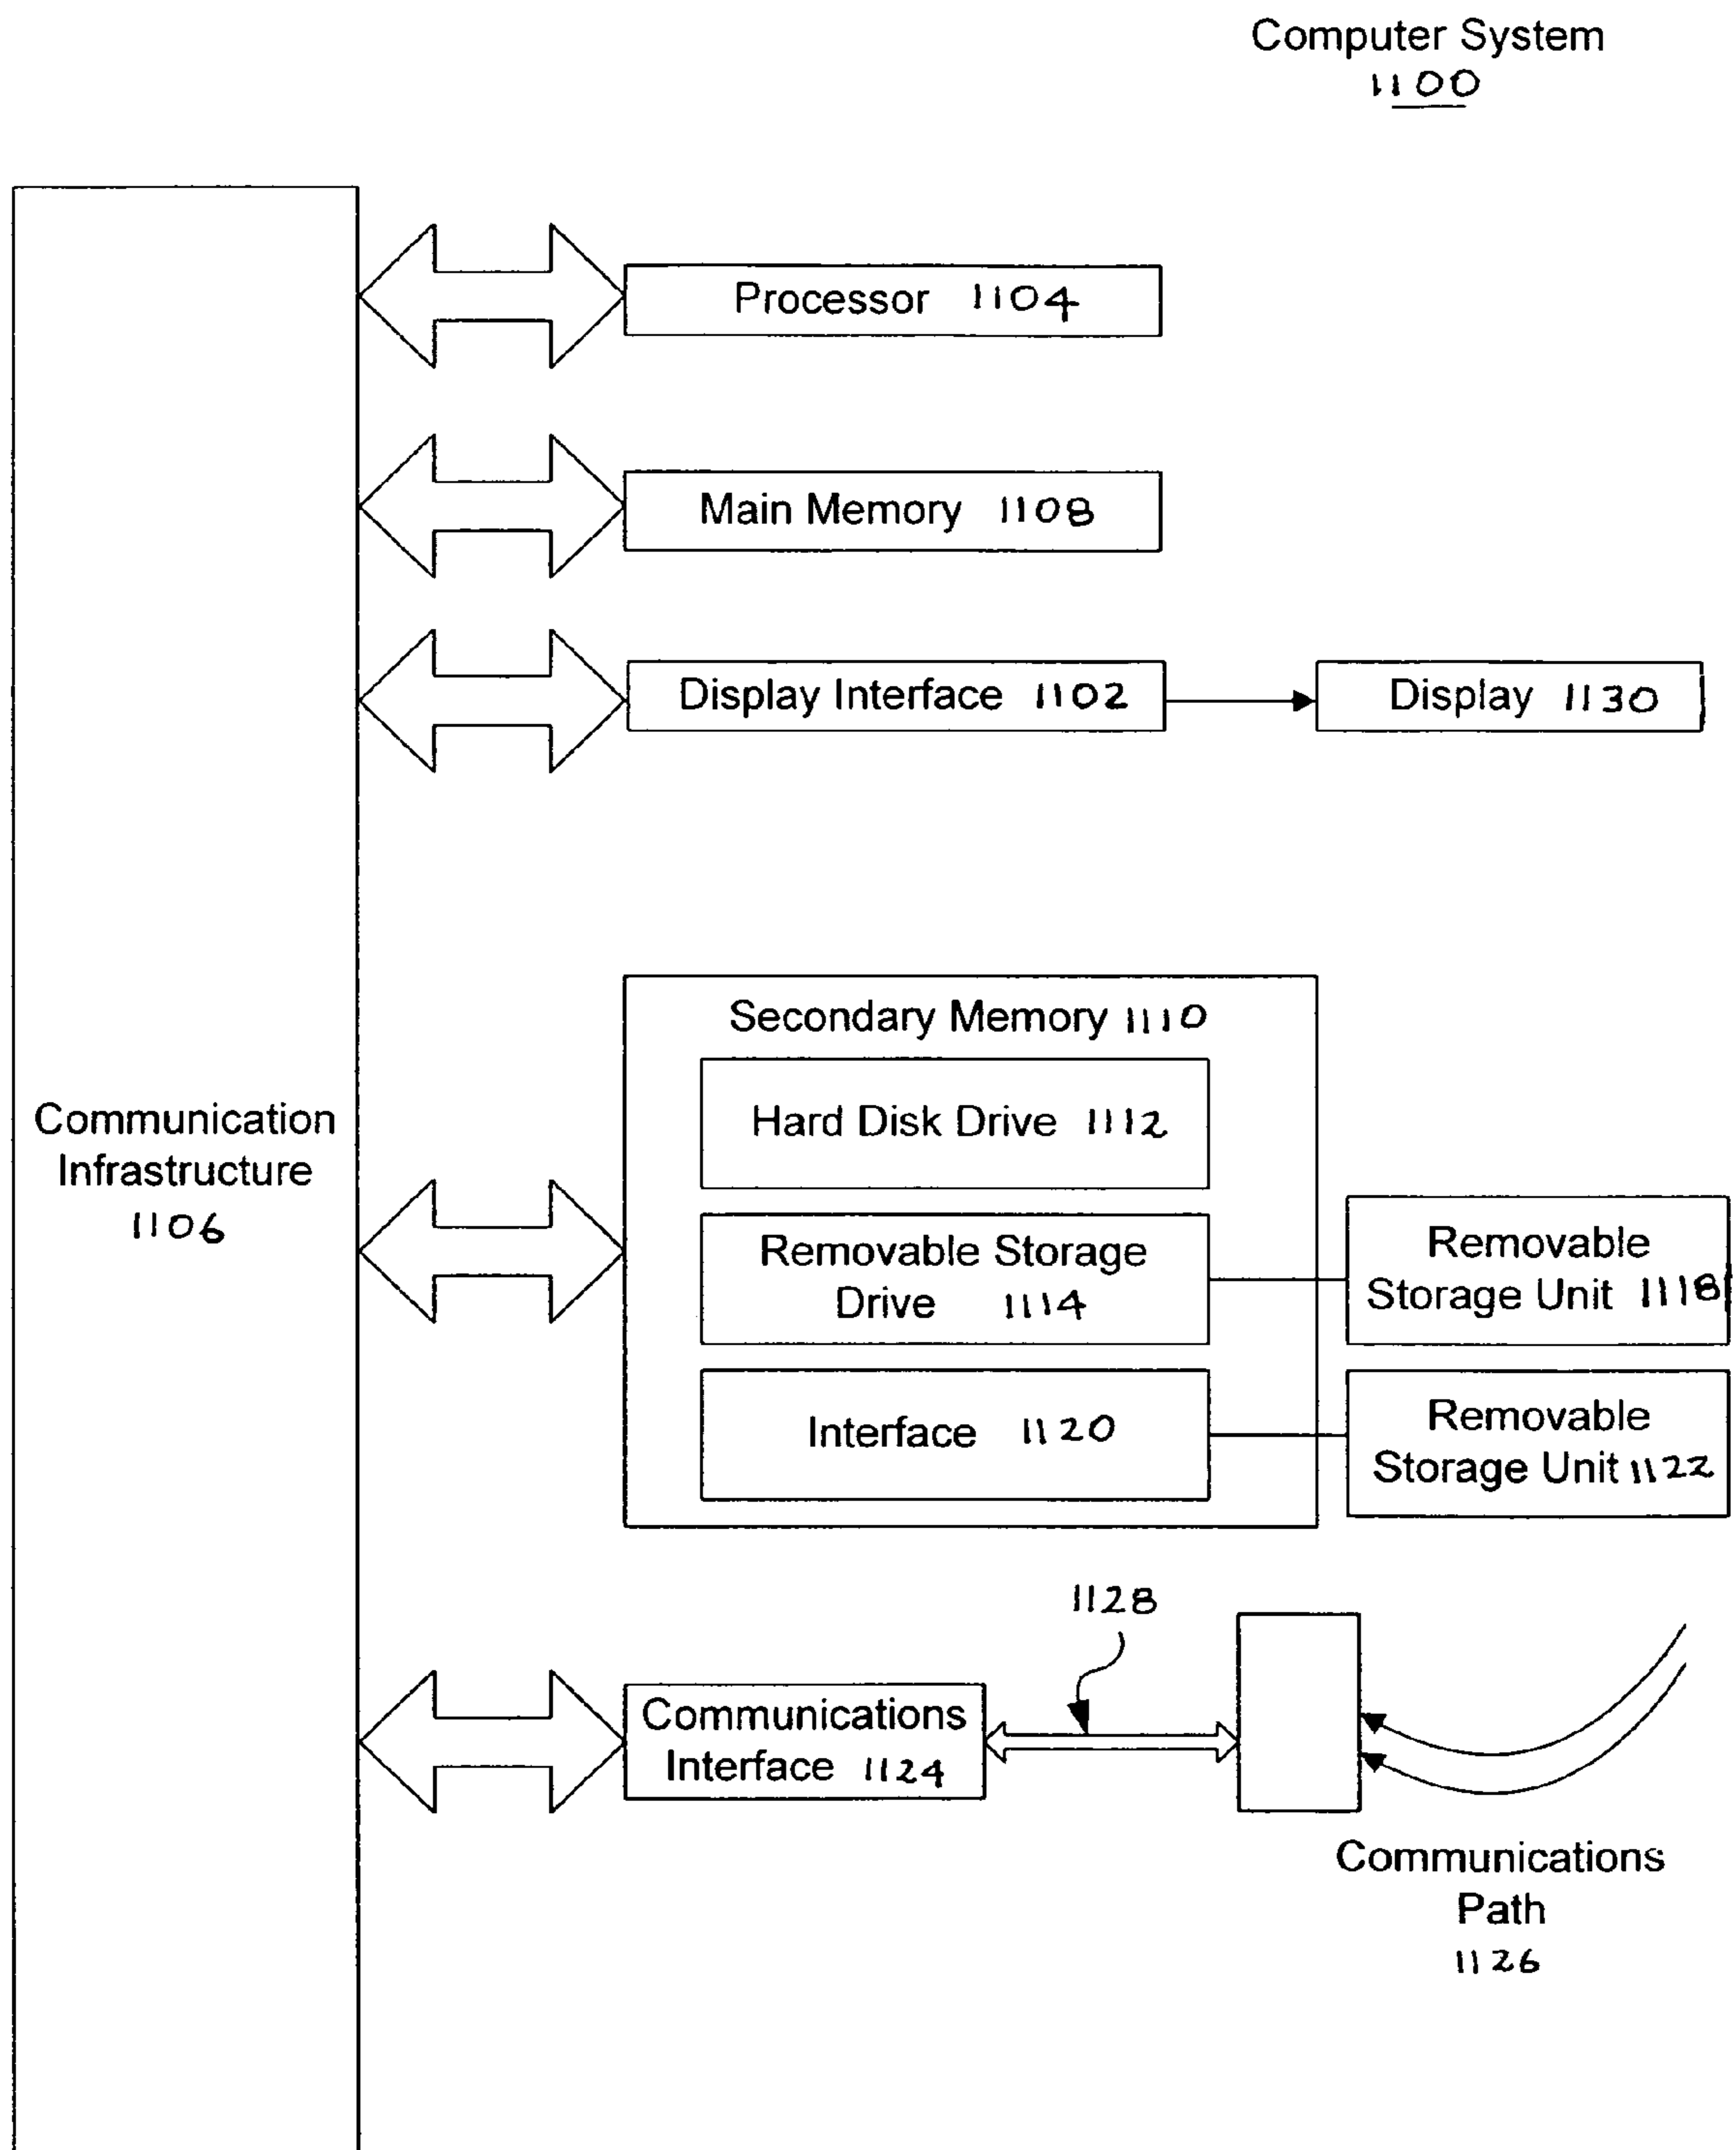 Computer System
1100
Processor 1104
Main Memory 1108
Display Interface 1102
Display 1130
Secondary Memory 1110
Hard Disk Drive 1112
Communication
Infrastructure
1106
Removable Storage
Drive 1114
Removable
Storage Unit 1118
Interface 1120
Removable
Storage Unit 1122
1128
Communications
Interface 1124
Communications
Path
1126